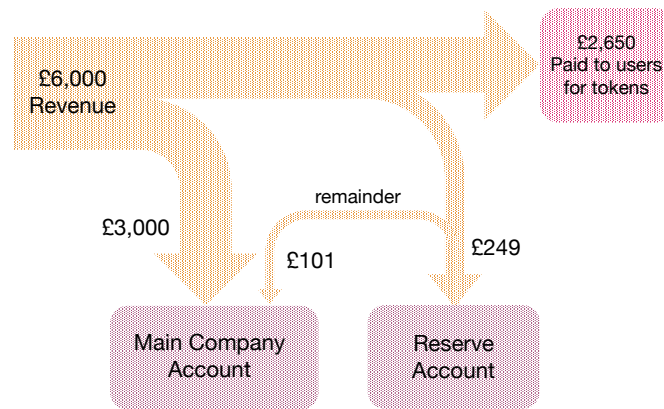 £6,000
Revenue
£2,650
Paid to users
for tokens
£3,000
remainder
£101
£249
Main Company
Account
Reserve
Account